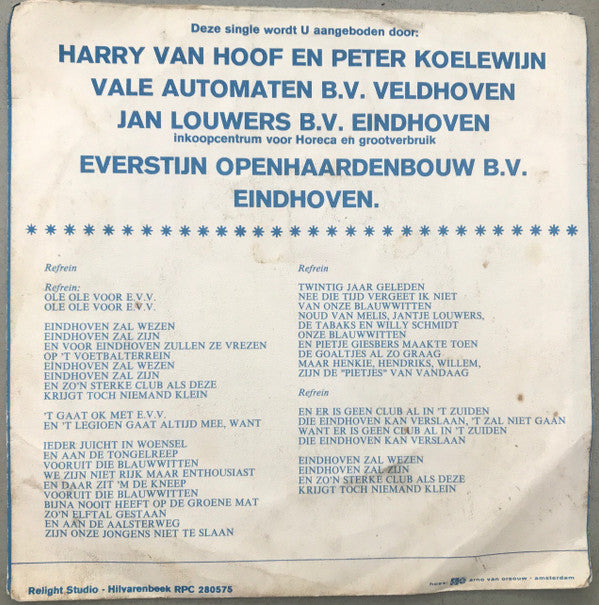 Deze single wordt U aangeboden door:
HARRY VAN HOOF EN PETER KOELEWIJN
VALE AUTOMATEN B.V. VELDHOVEN
JAN LOUWERS B.V. EINDHOVEN
inkoopcentrum voor Horeca en grootverbruik
EVERSTIJN OPENHAARDENBOUW B.V.
EINDHOVEN.
Refrein
Refrein:
OLE OLE VOOR E.V.V.
OLE OLE VOOR E.V.V.
EINDHOVEN ZAL WEZEN
EINDHOVEN ZAL ZIJN
EN VOOR EINDHOVEN ZULLEN ZE VREZEN
OP 'T VOETBALTERREIN
EINDHOVEN ZAL WEZEN
EINDHOVEN ZAL ZIJN
EN ZO'N STERKE CLUB ALS DEZE
KRIJGT TOCH NIEMAND KLEIN
'T GAAT OK MET E.V.V.
EN 'T LEGIOEN GAAT ALTIJD MEE, WANT
IEDER JUICHT IN WOENSEL
EN AAN DE TONGELREEP
VOORUIT DIE BLAUWWITTEN
WE ZIJN NIET RIJK MAAR ENTHOUSIAST
EN DAAR ZIT 'M DE KNEEP
VOORUIT DIE BLAUWWITTEN
BIJNA NOOIT HEEFT OP DE GROENE MAT
ZO'N ELFTAL GESTAAN
EN AAN DE AALSTERWEG
ZIJN ONZE JONGENS NIET TE SLAAN
Refrein
TWINTIG JAAR GELEDEN
NEE DIE TIJD VERGEET IK NIET
VAN ONZE BLAUWWITTEN
NOUD VAN MELIS, JANTJE LOUWERS,
DE TABAKS EN WILLY SCHMIDT
ONZE BLAUWWITTEN
EN PIETJE GIESBERS MAAKTE TOEN
DE GOALTJES AL ZO GRAAG
MAAR HENKIE, HENDRIKS, WILLEM,
ZIJN DE "PIETJES" VAN VANDAAG
Refrein
EN ER IS GEEN CLUB AL IN 'T ZUIDEN
DIE EINDHOVEN KAN VERSLAAN, 'T ZAL NIET GAAN
WANT ER IS GEEN CLUB AL IN 'T ZUIDEN
DIE EINDHOVEN KAN VERSLAAN
EINDHOVEN ZAL WEZEN
EINDHOVEN ZAL ZIJN
EN ZO'N STERKE CLUB ALS DEZE
KRIJGT TOCH NIEMAND KLEIN
Relight Studio - Hilvarenbeek RPC 280575
arno van orsouw - amsterdam